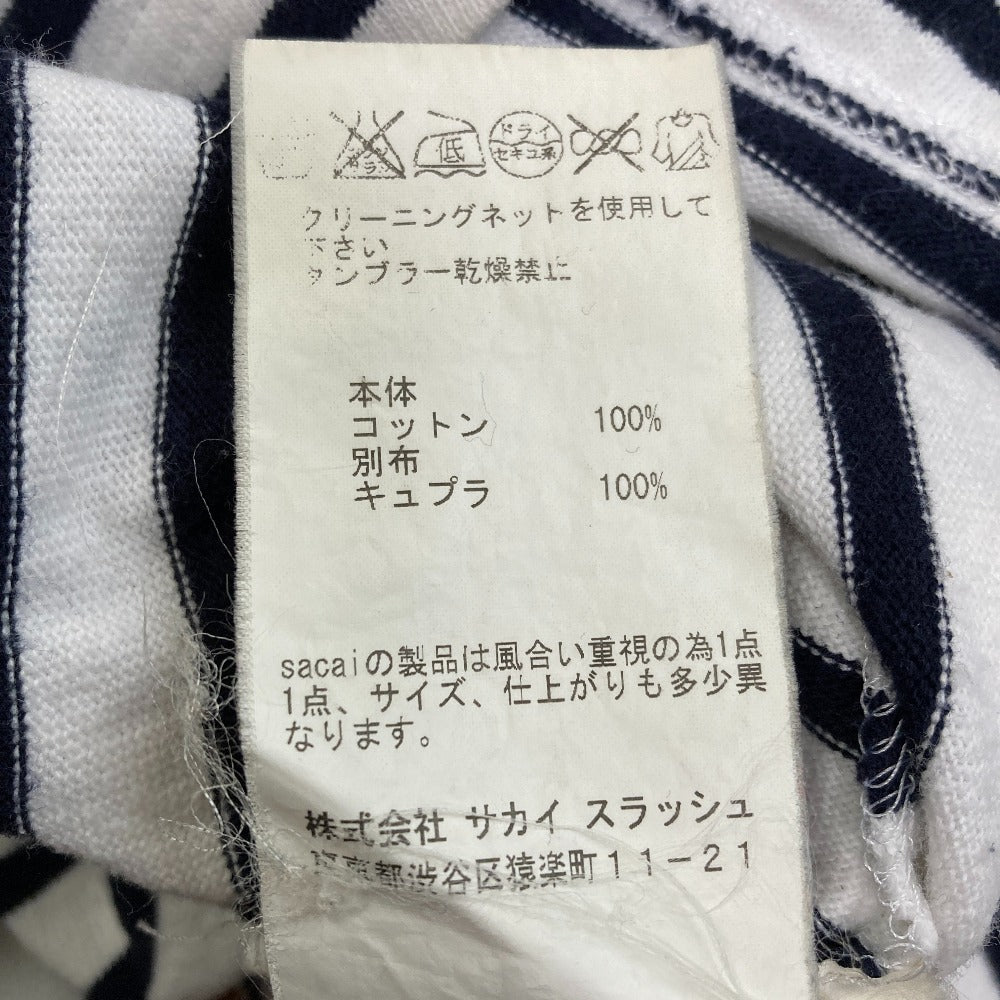 低 ドライ
セキユ系
クリーニングネットを使用して
下さい
タンブラー乾燥禁止
本体
コットン 100%
別布
キュプラ 100%
sacaiの製品は風合い重視の為1点
1点、サイズ、仕上がりも多少異
なります。
株式会社 サカイ スラッシュ
東京都渋谷区猿楽町11-21